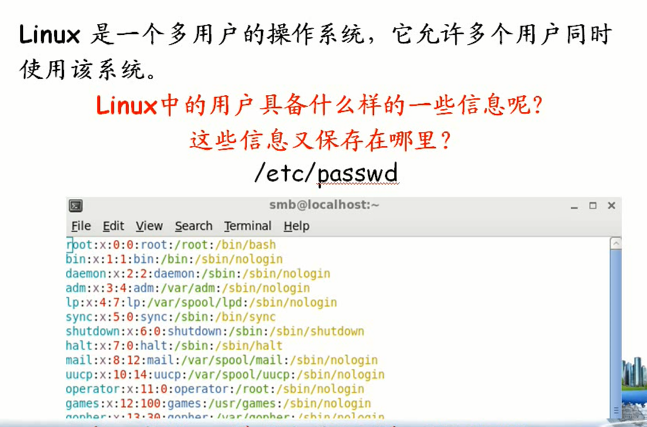 Linux 是一个多用户的操作系统，它允许多个用户同时
使用该系统。
Linux中的用户具备什么样的一些信息呢？
这些信息又保存在哪里？
/etc/passwd
smb@localhost:~
File Edit View Search Terminal Help
root:x:0:0:root:/root:/bin/bash
bin:x:1:1:bin:/bin:/sbin/nologin
daemon:x:2:2:daemon:/sbin:/sbin/nologin
adm:x:3:4:adm:/var/adm:/sbin/nologin
lp:x:4:7:lp:/var/spool/lpd:/sbin/nologin
sync:x:5:0:sync:/sbin:/bin/sync
shutdown:x:6:0:shutdown:/sbin:/sbin/shutdown
halt:x:7:0:halt:/sbin:/sbin/halt
mail:x:8:12:mail:/var/spool/mail:/sbin/nologin
uucp:x:10:14:uucp:/var/spool/uucp:/sbin/nologin
operator:x:11:0:operator:/root:/sbin/nologin
games:x:12:100:games:/usr/games:/sbin/nologin
gopher:x:13:30:gopher:/var/gopher:/sbin/nologin